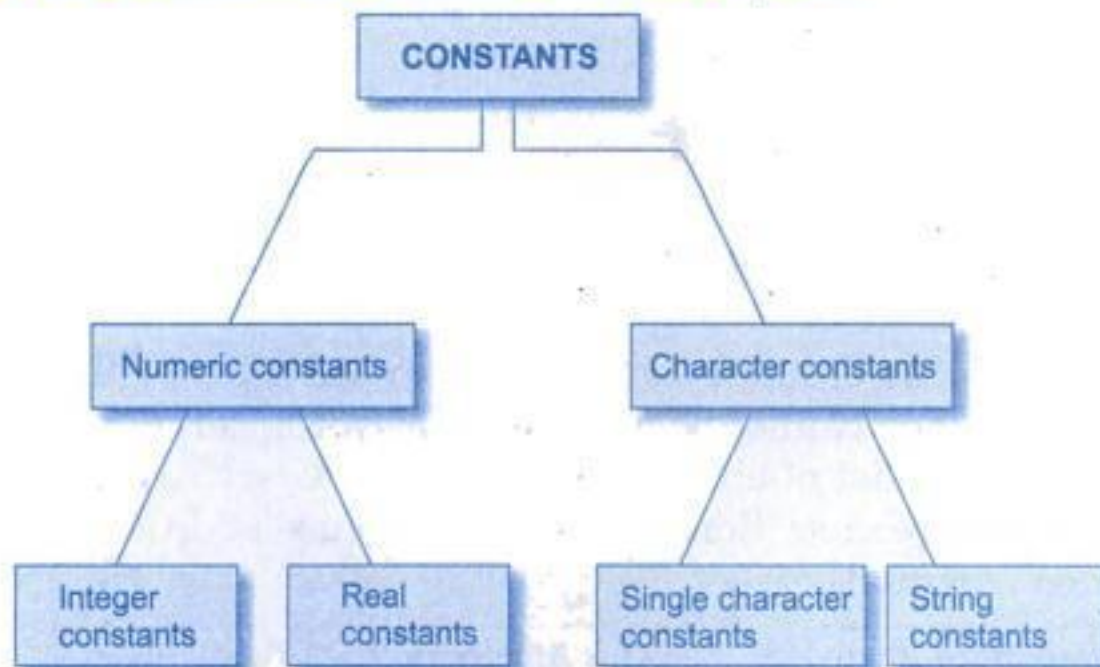 CONSTANTS
Numeric constants
Character constants
Integer
constants
Real
constants
Single character
constants
String
constants